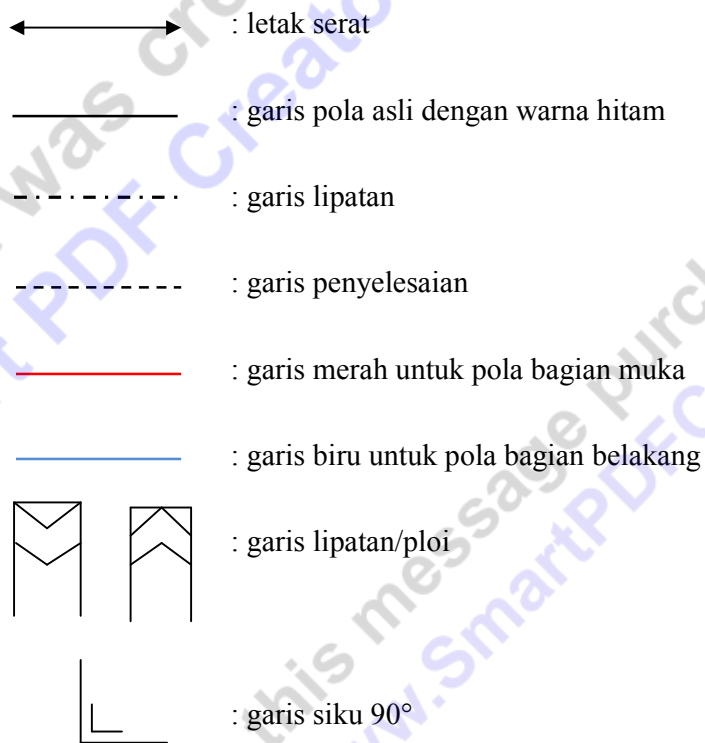 : letak serat
: garis pola asli dengan warna hitam
: garis lipatan
: garis penyelesaian
: garis merah untuk pola bagian muka
: garis biru untuk pola bagian belakang
: garis lipatan/ploi
: garis siku 90°